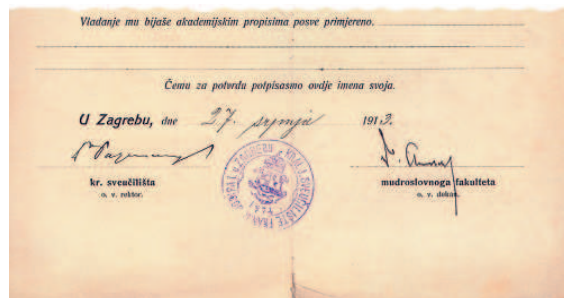 Vladanje mu bijaše akademijskim propisima posve primjereno.
Čemu za potvrdu potpisasmo ovdje imena svoja.
U Zagrebu, dne 27. srpnja 1913.
kr. sveučilišta mudroslovnoga fakulteta
o. v. rektor. o. v. dekan.